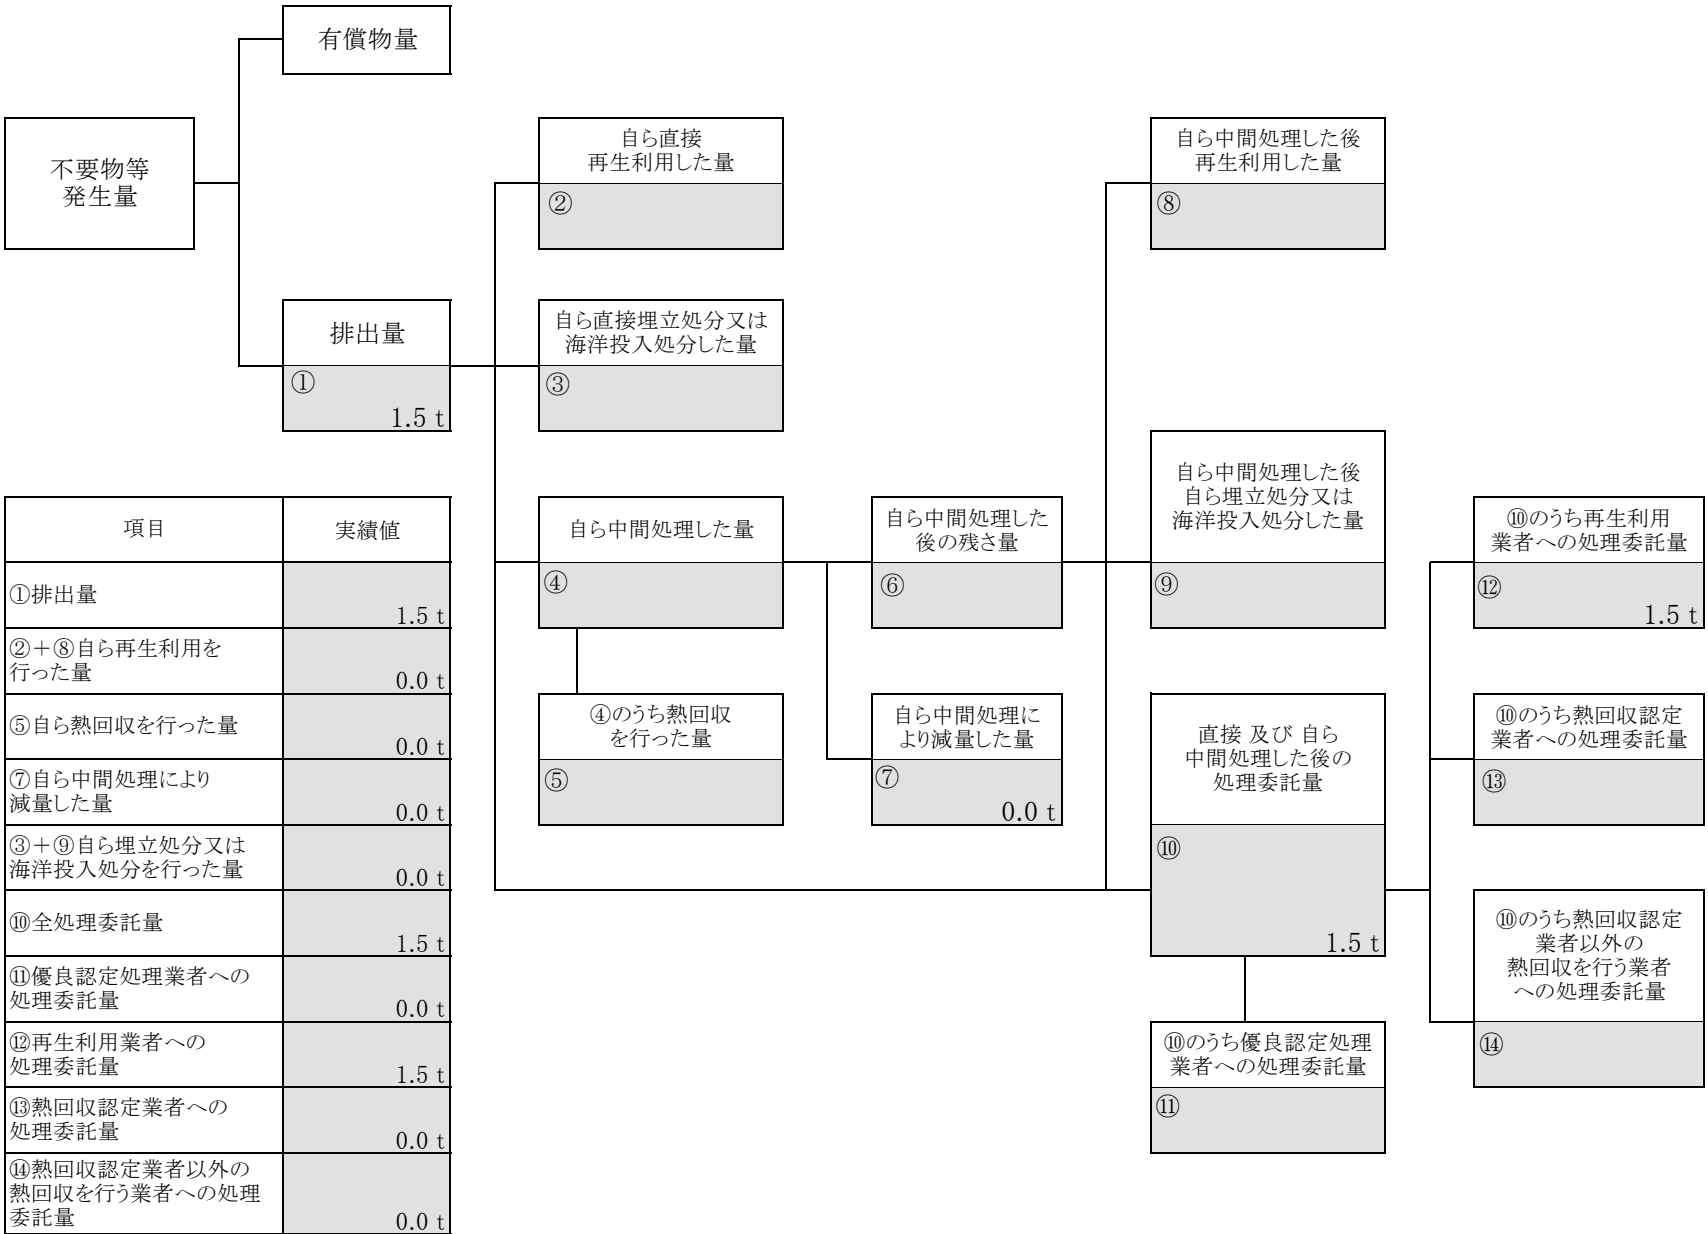 有償物量
不要物等
発生量
自ら直接
再生利用した量
②
自ら中間処理した後
再生利用した量
⑧
排出量
①
1.5 t
自ら直接埋立処分又は
海洋投入処分した量
③
自ら中間処理した量
④
自ら中間処理した
後の残さ量
⑥
自ら中間処理した後
自ら埋立処分又は
海洋投入処分した量
⑨
⑩のうち再生利用
業者への処理委託量
⑫
1.5 t
④のうち熱回収
を行った量
⑤
自ら中間処理に
より減量した量
⑦
0.0 t
直接 及び 自ら
中間処理した後の
処理委託量
⑩
1.5 t
⑩のうち熱回収認定
業者への処理委託量
⑬
⑩のうち熱回収認定
業者以外の
熱回収を行う業者
への処理委託量
⑭
⑩のうち優良認定処理
業者への処理委託量
⑪
項目 実績値
①排出量
1.5 t
②＋⑧自ら再生利用を
行った量
0.0 t
⑤自ら熱回収を行った量
0.0 t
⑦自ら中間処理により
減量した量
0.0 t
③＋⑨自ら埋立処分又は
海洋投入処分を行った量
0.0 t
⑩全処理委託量
1.5 t
⑪優良認定処理業者への
処理委託量
0.0 t
⑫再生利用業者への
処理委託量
1.5 t
⑬熱回収認定業者への
処理委託量
0.0 t
⑭熱回収認定業者以外の
熱回収を行う業者への処理
委託量
0.0 t